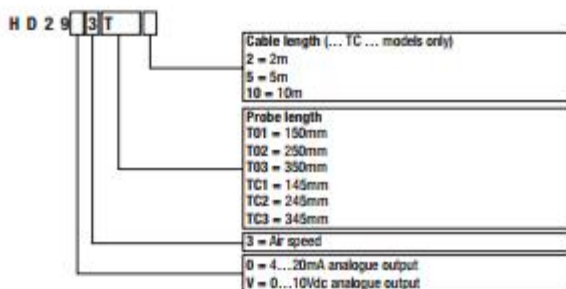 HD29 3 T
Cable length (... TC ... models only)
2 = 2m
5 = 5m
10 = 10m
Probe length
T01 = 150mm
T02 = 250mm
T03 = 350mm
TC1 = 145mm
TC2 = 245mm
TC3 = 345mm
3 = Air speed
0 = 4...20mA analogue output
V = 0...10Vdc analogue output